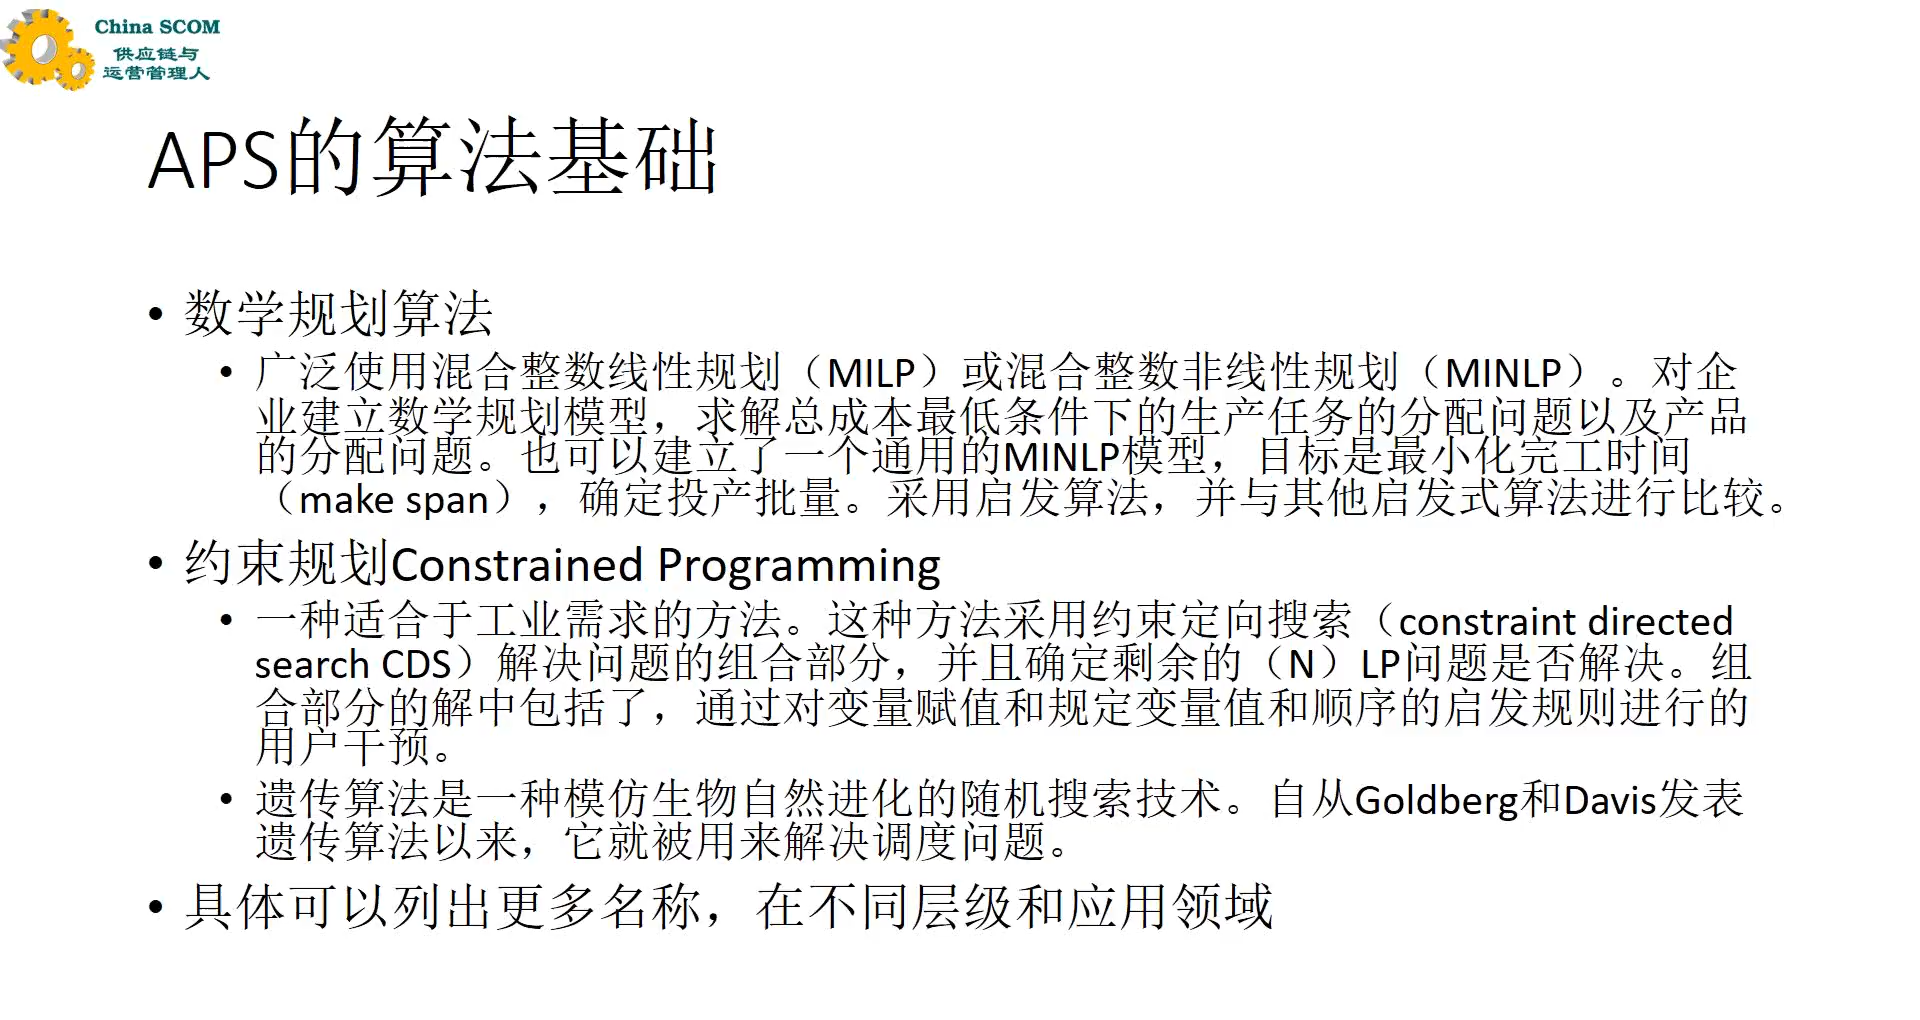 China SCOM
供应链与
运营管理人
APS的算法基础
• 数学规划算法
• 广泛使用混合整数线性规划（MILP）或混合整数非线性规划（MINLP）。对企
业建立数学规划模型，求解总成本最低条件下的生产任务的分配问题以及产品
的分配问题。也可以建立了一个通用的MINLP模型，目标是最小化完工时间
（make span），确定投产批量。采用启发算法，并与其他启发式算法进行比较。
• 约束规划Constrained Programming
• 一种适合于工业需求的方法。这种方法采用约束定向搜索（constraint directed
search CDS）解决问题的组合部分，并且确定剩余的（N）LP问题是否解决。组
合部分的解中包括了，通过对变量赋值和规定变量值和顺序的启发规则进行的
用户干预。
• 遗传算法是一种模仿生物自然进化的随机搜索技术。自从Goldberg和Davis发表
遗传算法以来，它就被用来解决调度问题。
• 具体可以列出更多名称，在不同层级和应用领域